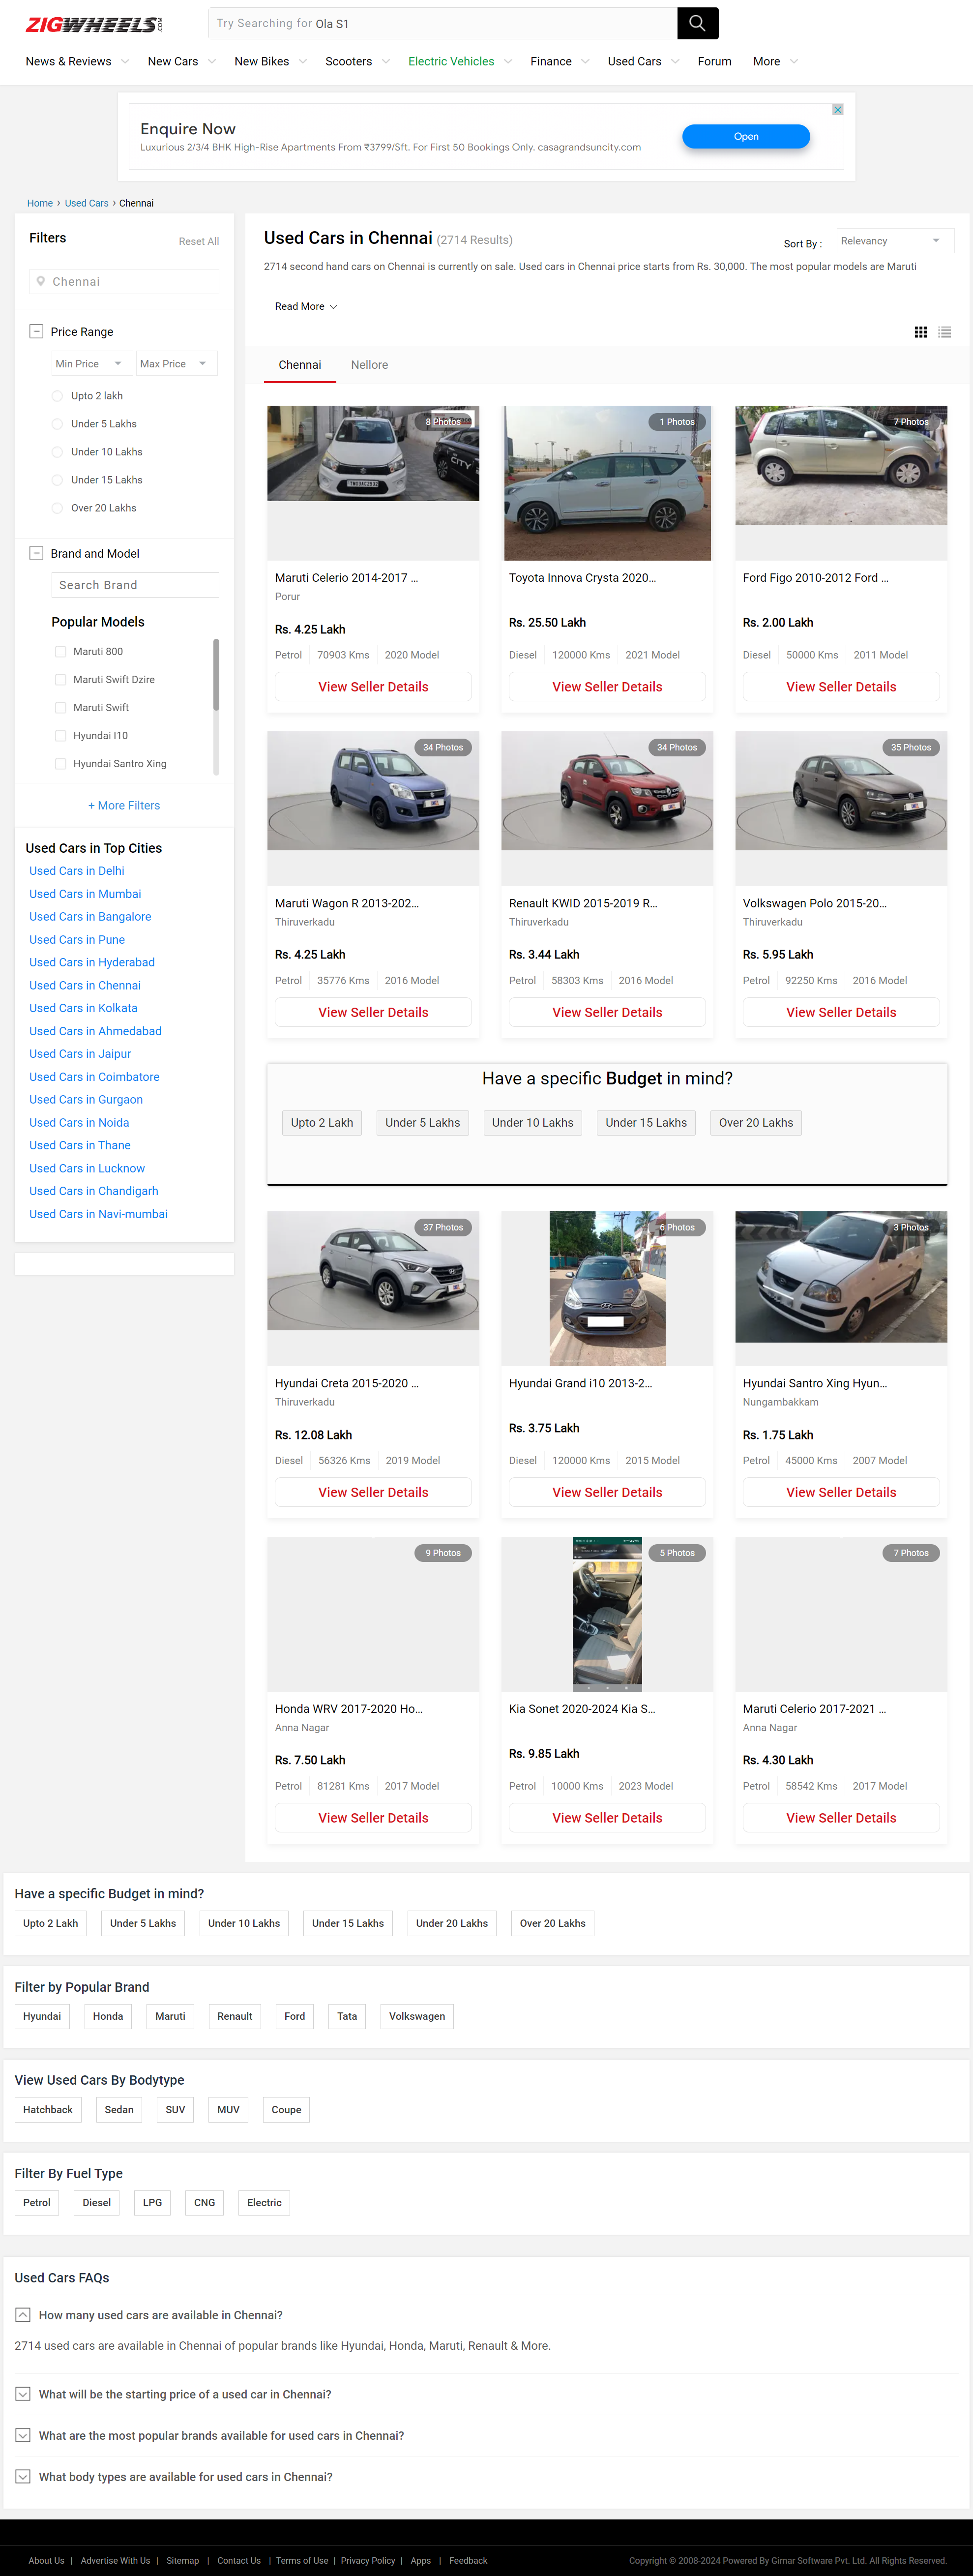 ZIGWHEELS.COM
Try Searching for Ola S1
News & Reviews
New Cars
New Bikes
Scooters
Electric Vehicles
Finance
Used Cars
Forum
More
Enquire Now
Luxurious 2/3/4 BHK High-Rise Apartments From ₹3799/Sft. For First 50 Bookings Only. casagrandsuncity.com
Open
Home › Used Cars › Chennai
Filters
Reset All
Chennai
Price Range
Min Price
Max Price
Upto 2 lakh
Under 5 Lakhs
Under 10 Lakhs
Under 15 Lakhs
Over 20 Lakhs
Brand and Model
Search Brand
Popular Models
Maruti 800
Maruti Swift Dzire
Maruti Swift
Hyundai I10
Hyundai Santro Xing
+ More Filters
Used Cars in Top Cities
Used Cars in Delhi
Used Cars in Mumbai
Used Cars in Bangalore
Used Cars in Pune
Used Cars in Hyderabad
Used Cars in Chennai
Used Cars in Kolkata
Used Cars in Ahmedabad
Used Cars in Jaipur
Used Cars in Coimbatore
Used Cars in Gurgaon
Used Cars in Noida
Used Cars in Thane
Used Cars in Lucknow
Used Cars in Chandigarh
Used Cars in Navi-mumbai
Used Cars in Chennai (2714 Results)
Sort By :
Relevancy
2714 second hand cars on Chennai is currently on sale. Used cars in Chennai price starts from Rs. 30,000. The most popular models are Maruti
Read More
Chennai
Nellore
8 Photos
CITY
Maruti Celerio 2014-2017 ...
Porur
Rs. 4.25 Lakh
Petrol
70903 Kms
2020 Model
View Seller Details
1 Photos
Toyota Innova Crysta 2020...
Rs. 25.50 Lakh
Diesel
120000 Kms
2021 Model
View Seller Details
7 Photos
Ford Figo 2010-2012 Ford ...
Rs. 2.00 Lakh
Diesel
50000 Kms
2011 Model
View Seller Details
34 Photos
Maruti Wagon R 2013-202...
Thiruverkadu
Rs. 4.25 Lakh
Petrol
35776 Kms
2016 Model
View Seller Details
34 Photos
Renault KWID 2015-2019 R...
Thiruverkadu
Rs. 3.44 Lakh
Petrol
58303 Kms
2016 Model
View Seller Details
35 Photos
Volkswagen Polo 2015-20...
Thiruverkadu
Rs. 5.95 Lakh
Petrol
92250 Kms
2016 Model
View Seller Details
Have a specific Budget in mind?
Upto 2 Lakh
Under 5 Lakhs
Under 10 Lakhs
Under 15 Lakhs
Over 20 Lakhs
37 Photos
Hyundai Creta 2015-2020 ...
Thiruverkadu
Rs. 12.08 Lakh
Diesel
56326 Kms
2019 Model
View Seller Details
6 Photos
Hyundai Grand i10 2013-2...
Rs. 3.75 Lakh
Diesel
120000 Kms
2015 Model
View Seller Details
3 Photos
Hyundai Santro Xing Hyun...
Nungambakkam
Rs. 1.75 Lakh
Petrol
45000 Kms
2007 Model
View Seller Details
9 Photos
Honda WRV 2017-2020 Ho...
Anna Nagar
Rs. 7.50 Lakh
Petrol
81281 Kms
2017 Model
View Seller Details
5 Photos
Kia Sonet 2020-2024 Kia S...
Rs. 9.85 Lakh
Petrol
10000 Kms
2023 Model
View Seller Details
7 Photos
Maruti Celerio 2017-2021 ...
Anna Nagar
Rs. 4.30 Lakh
Petrol
58542 Kms
2017 Model
View Seller Details
Have a specific Budget in mind?
Upto 2 Lakh
Under 5 Lakhs
Under 10 Lakhs
Under 15 Lakhs
Under 20 Lakhs
Over 20 Lakhs
Filter by Popular Brand
Hyundai
Honda
Maruti
Renault
Ford
Tata
Volkswagen
View Used Cars By Bodytype
Hatchback
Sedan
SUV
MUV
Coupe
Filter By Fuel Type
Petrol
Diesel
LPG
CNG
Electric
Used Cars FAQs
How many used cars are available in Chennai?
2714 used cars are available in Chennai of popular brands like Hyundai, Honda, Maruti, Renault & More.
What will be the starting price of a used car in Chennai?
What are the most popular brands available for used cars in Chennai?
What body types are available for used cars in Chennai?
About Us | Advertise With Us | Sitemap | Contact Us | Terms of Use | Privacy Policy | Apps | Feedback
Copyright © 2008-2024 Powered By Girnar Software Pvt. Ltd. All Rights Reserved.